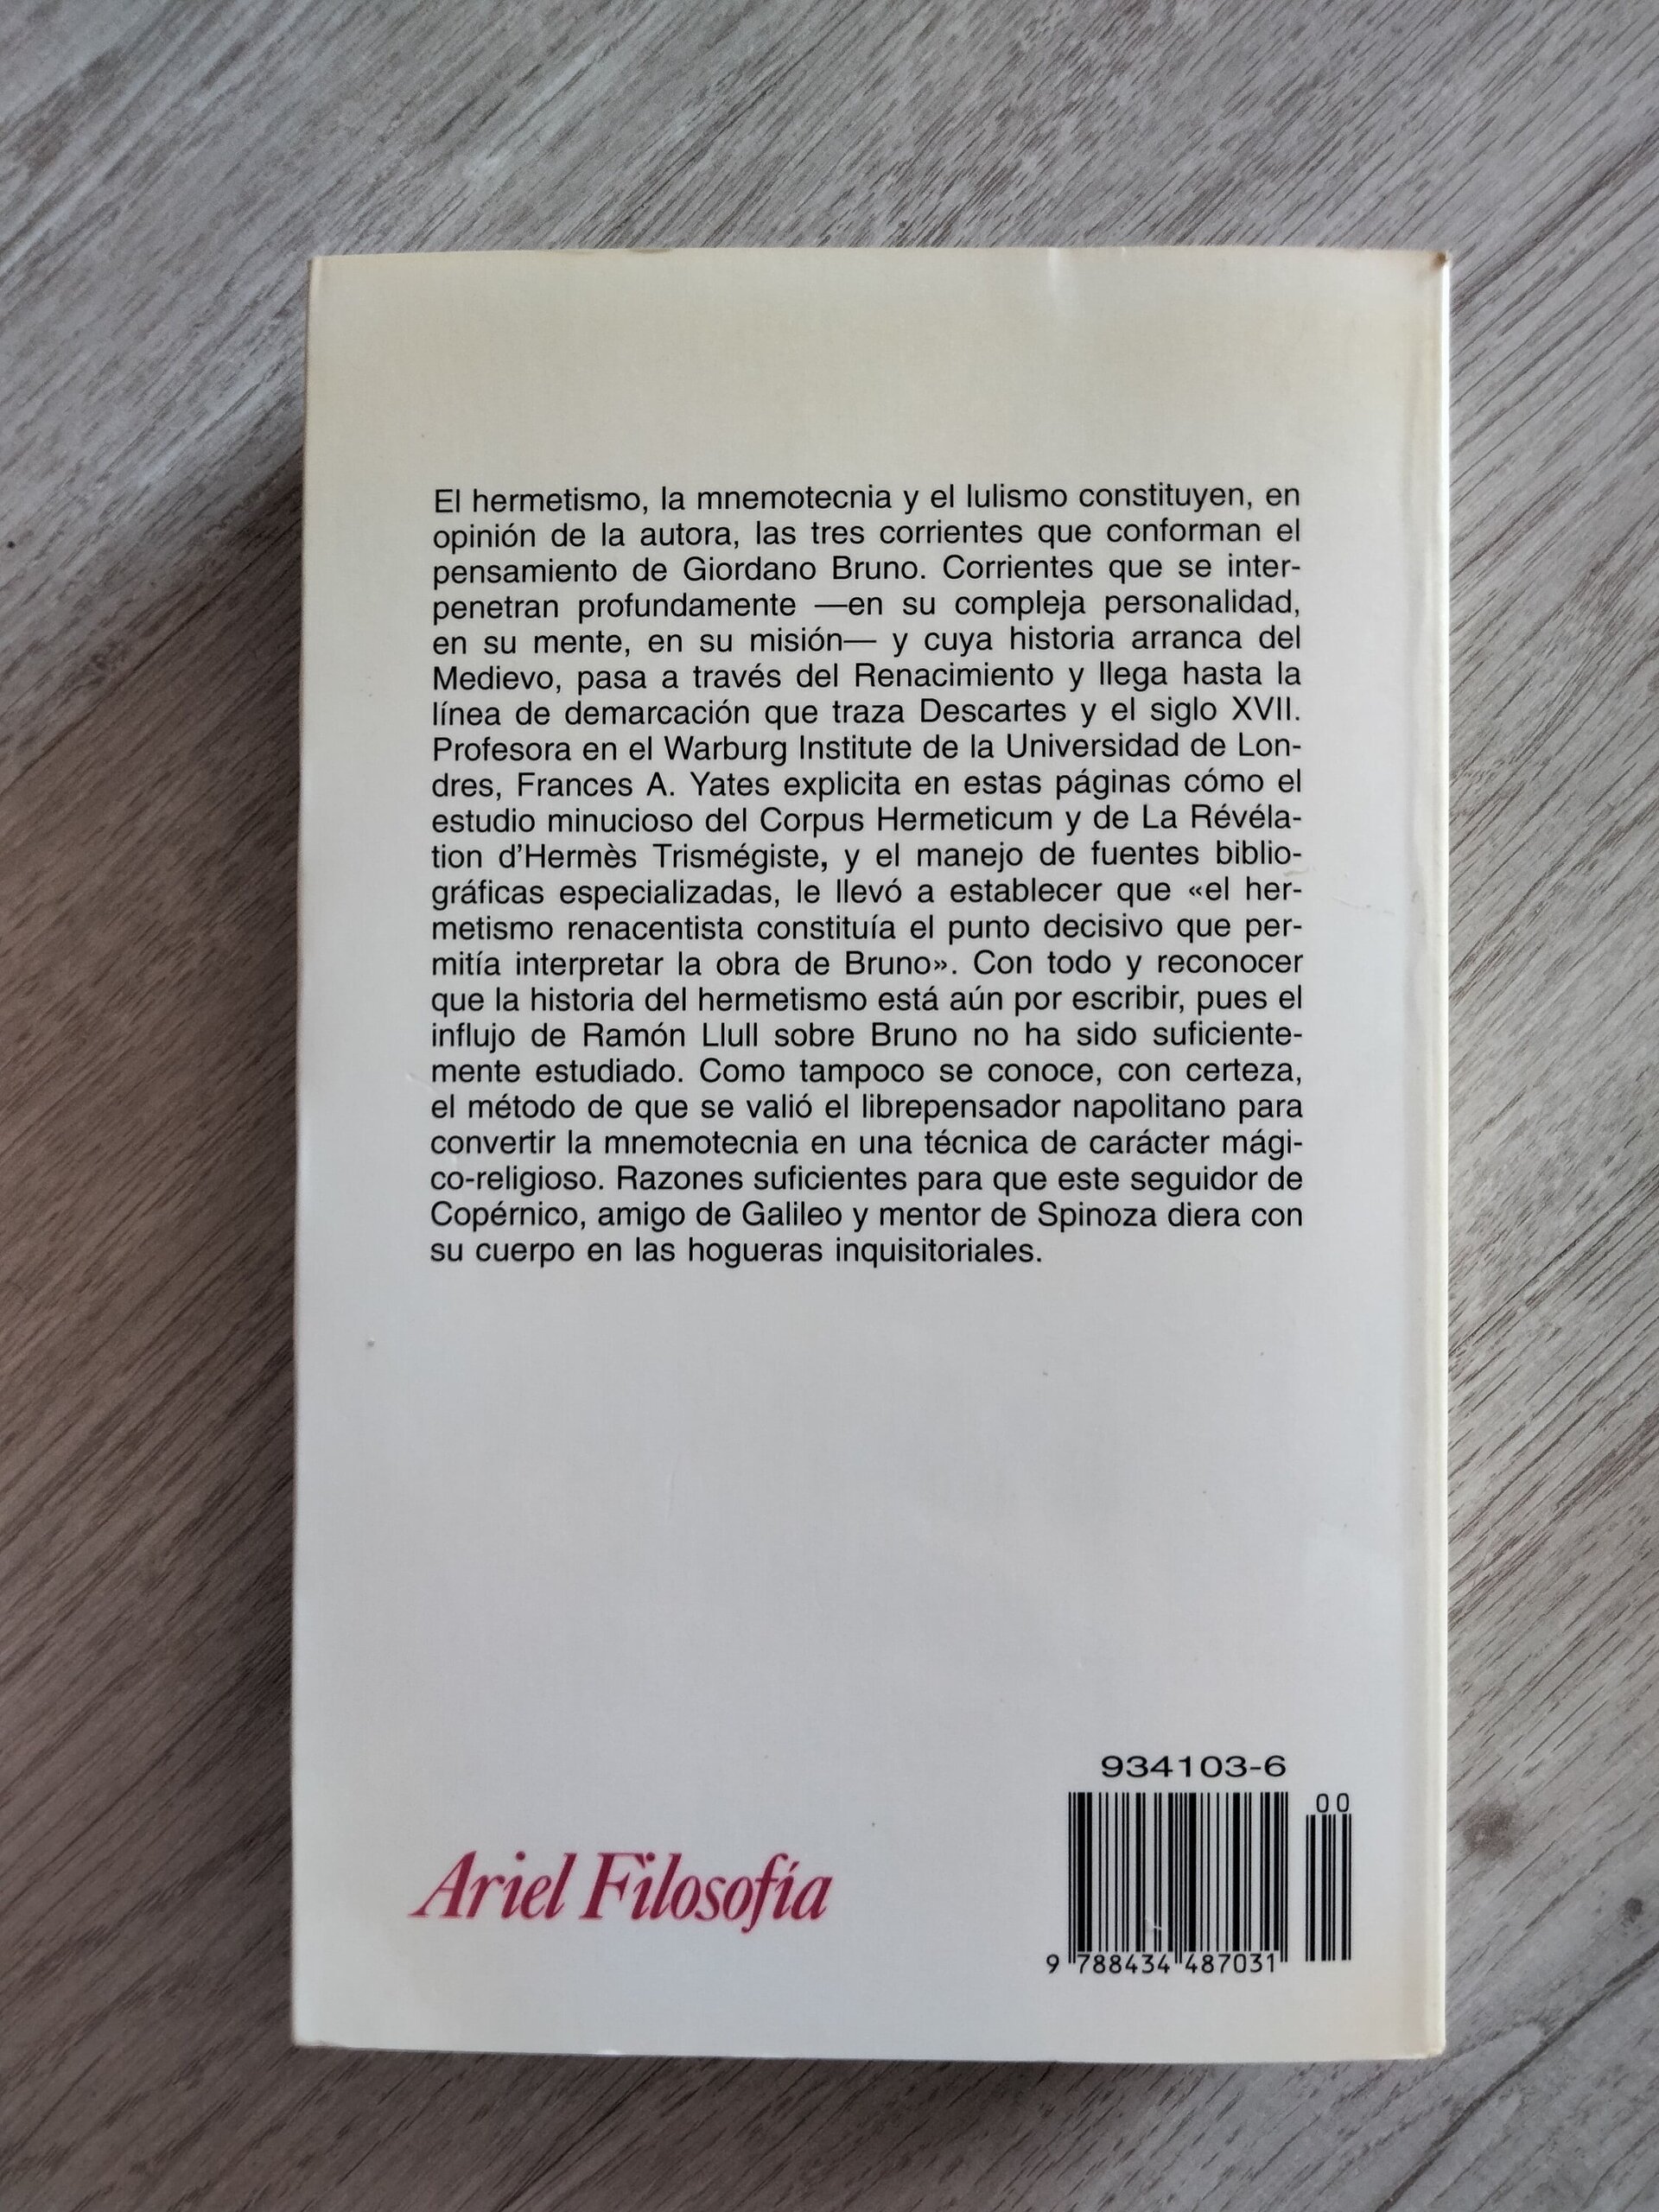 El hermetismo, la mnemotecnia y el lulismo constituyen, en
opinión de la autora, las tres corrientes que conforman el
pensamiento de Giordano Bruno. Corrientes que se inter-
penetran profundamente —en su compleja personalidad,
en su mente, en su misión— y cuya historia arranca del
Medievo, pasa a través del Renacimiento y llega hasta la
línea de demarcación que traza Descartes y el siglo XVII.
Profesora en el Warburg Institute de la Universidad de Lon-
dres, Frances A. Yates explicita en estas páginas cómo el
estudio minucioso del Corpus Hermeticum y de La Révéla-
tion d'Hermès Trismégiste, y el manejo de fuentes biblio-
gráficas especializadas, le llevó a establecer que «el her-
metismo renacentista constituía el punto decisivo que per-
mitía interpretar la obra de Bruno». Con todo y reconocer
que la historia del hermetismo está aún por escribir, pues el
influjo de Ramón Llull sobre Bruno no ha sido suficiente-
mente estudiado. Como tampoco se conoce, con certeza,
el método de que se valió el librepensador napolitano para
convertir la mnemotecnia en una técnica de carácter mági-
co-religioso. Razones suficientes para que este seguidor de
Copérnico, amigo de Galileo y mentor de Spinoza diera con
su cuerpo en las hogueras inquisitoriales.
934103-6
00
Ariel Filosofía
9 788434 487031